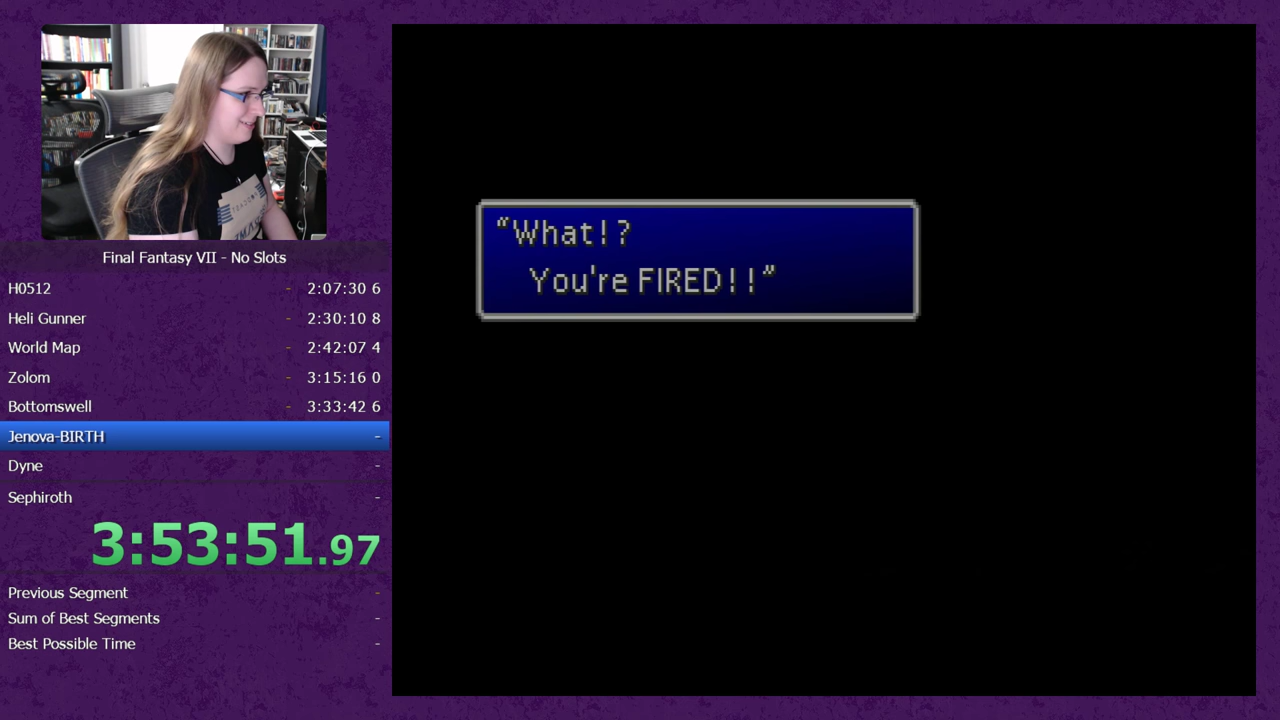 Final Fantasy VII - No Slots
H0512 - 2:07:30 6
Heli Gunner - 2:30:10 8
World Map - 2:42:07 4
Zolom - 3:15:16 0
Bottomswell - 3:33:42 6
Jenova-BIRTH -
Dyne -
Sephiroth -
3:53:51.97
Previous Segment -
Sum of Best Segments -
Best Possible Time -
“What!?
You're FIRED!!”